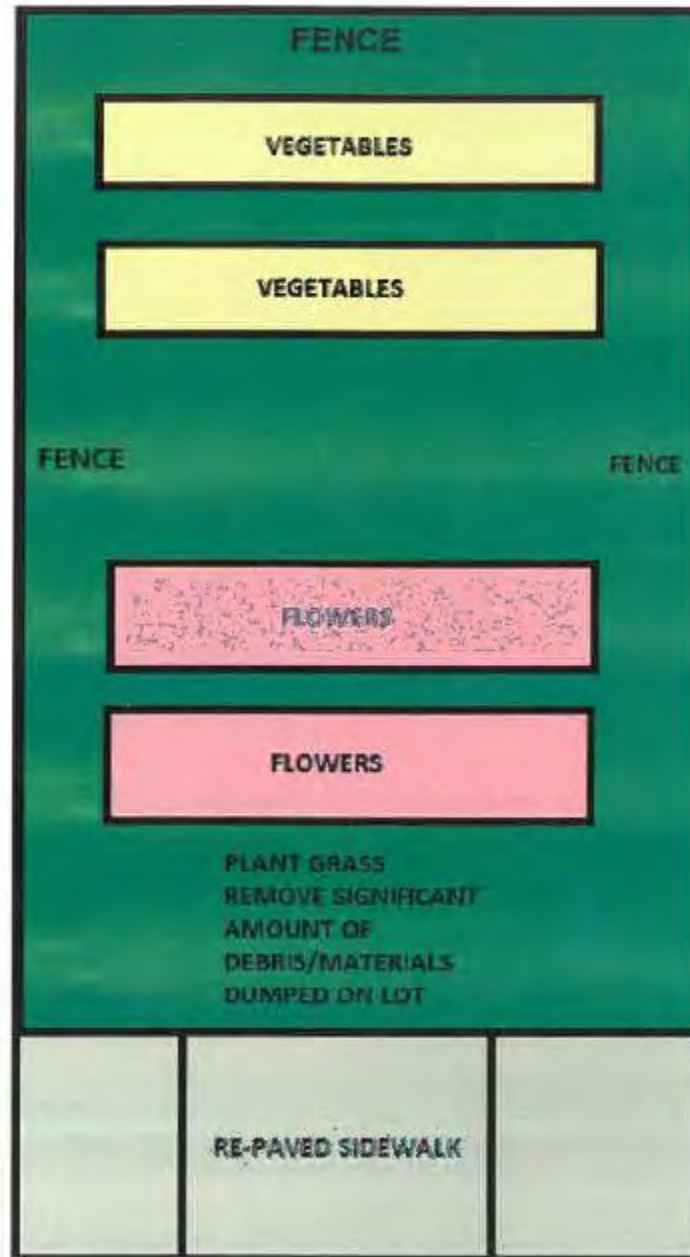 FENCE
VEGETABLES
VEGETABLES
FENCE
FENCE
FLOWERS
FLOWERS
PLANT GRASS
REMOVE SIGNIFICANT
AMOUNT OF
DEBRIS/MATERIALS
DUMPED ON LOT
RE-PAVED SIDEWALK